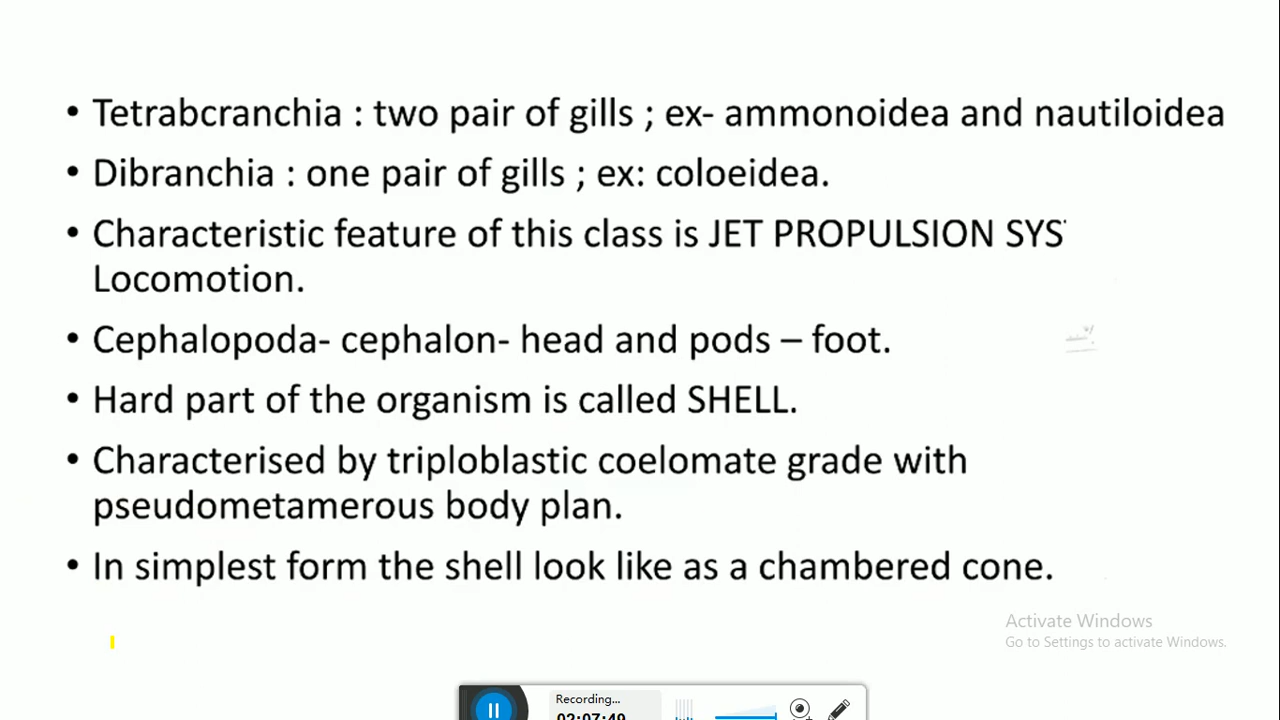 • Tetrabcranchia : two pair of gills ; ex- ammonoidea and nautiloidea
• Dibranchia : one pair of gills ; ex: coloeidea.
• Characteristic feature of this class is JET PROPULSION SYS
Locomotion.
• Cephalopoda- cephalon- head and pods – foot.
• Hard part of the organism is called SHELL.
• Characterised by triploblastic coelomate grade with
pseudometamerous body plan.
• In simplest form the shell look like as a chambered cone.
Activate Windows
Go to Settings to activate Windows.
Recording...
02:07:49